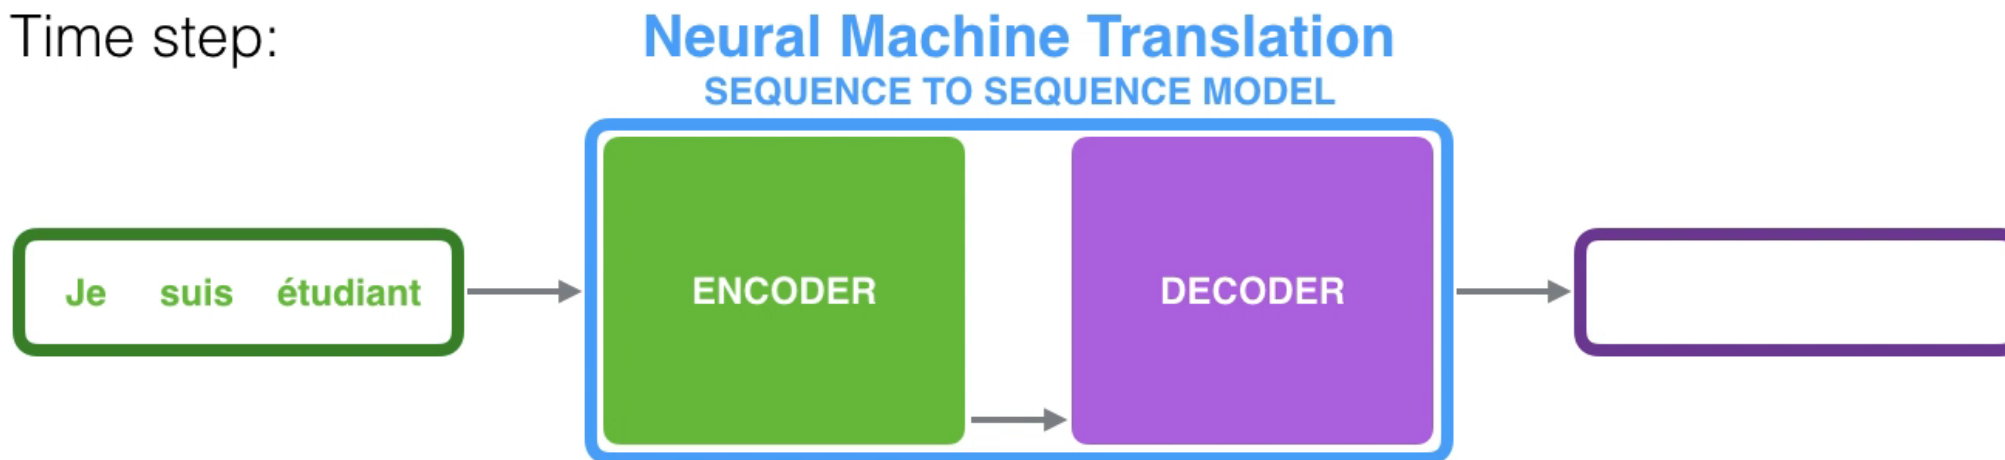 Time step:
Neural Machine Translation
SEQUENCE TO SEQUENCE MODEL
Je suis étudiant
ENCODER
DECODER